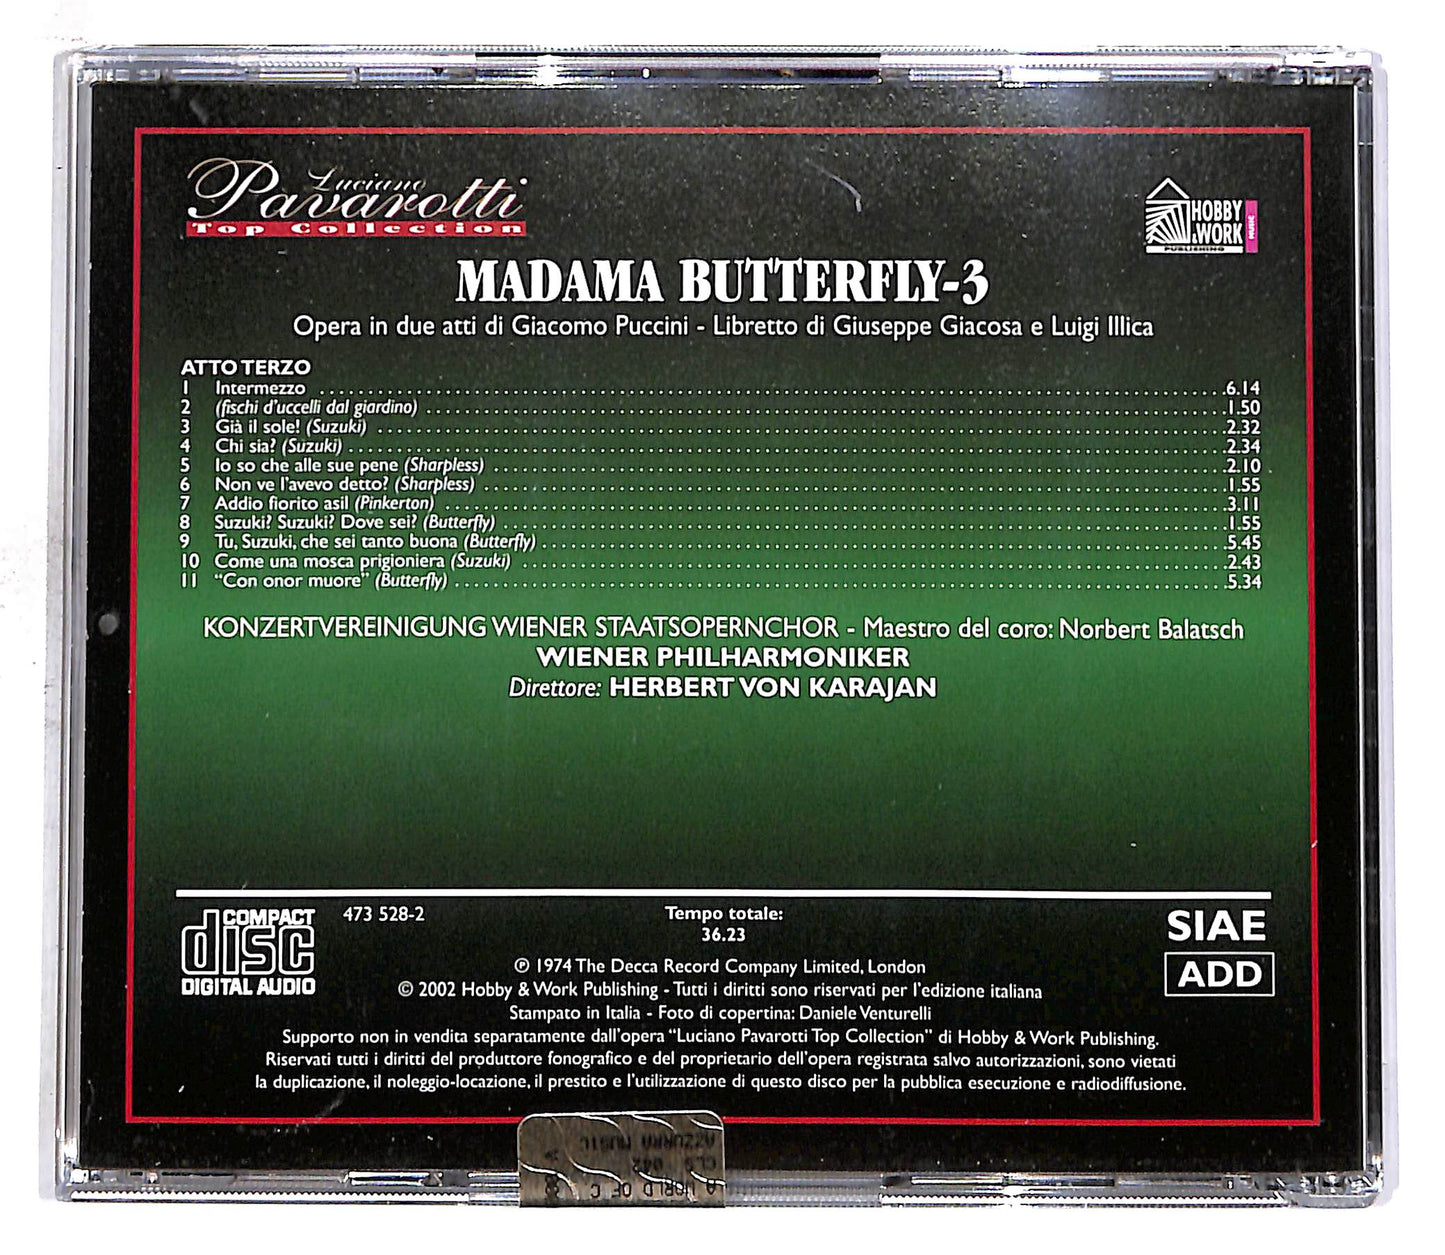 Luciano
Pavarotti
Top Collection
HOBBY
& WORK
PUBLISHING
MUSIC
MADAMA BUTTERFLY-3
Opera in due atti di Giacomo Puccini - Libretto di Giuseppe Giacosa e Luigi Illica
ATTO TERZO
1 Intermezzo 6.14
2 (fischi d'uccelli dal giardino) 1.50
3 Già il sole! (Suzuki) 2.32
4 Chi sia? (Suzuki) 2.34
5 Io so che alle sue pene (Sharpless) 2.10
6 Non ve l'avevo detto? (Sharpless) 1.55
7 Addio fiorito asil (Pinkerton) 3.11
8 Suzuki? Suzuki? Dove sei? (Butterfly) 1.55
9 Tu, Suzuki, che sei tanto buona (Butterfly) 5.45
10 Come una mosca prigioniera (Suzuki) 2.43
11 "Con onor muore" (Butterfly) 5.34
KONZERTVEREINIGUNG WIENER STAATSOPERNCHOR - Maestro del coro: Norbert Balatsch
WIENER PHILHARMONIKER
Direttore: HERBERT VON KARAJAN
COMPACT
disc
DIGITAL AUDIO
473 528-2
Tempo totale:
36.23
SIAE
ADD
℗ 1974 The Decca Record Company Limited, London
© 2002 Hobby & Work Publishing - Tutti i diritti sono riservati per l'edizione italiana
Stampato in Italia - Foto di copertina: Daniele Venturelli
Supporto non in vendita separatamente dall'opera "Luciano Pavarotti Top Collection" di Hobby & Work Publishing.
Riservati tutti i diritti del produttore fonografico e del proprietario dell'opera registrata salvo autorizzazioni, sono vietati
la duplicazione, il noleggio-locazione, il prestito e l'utilizzazione di questo disco per la pubblica esecuzione e radiodiffusione.
AZZURRA MUSIC
A WORLD OF C